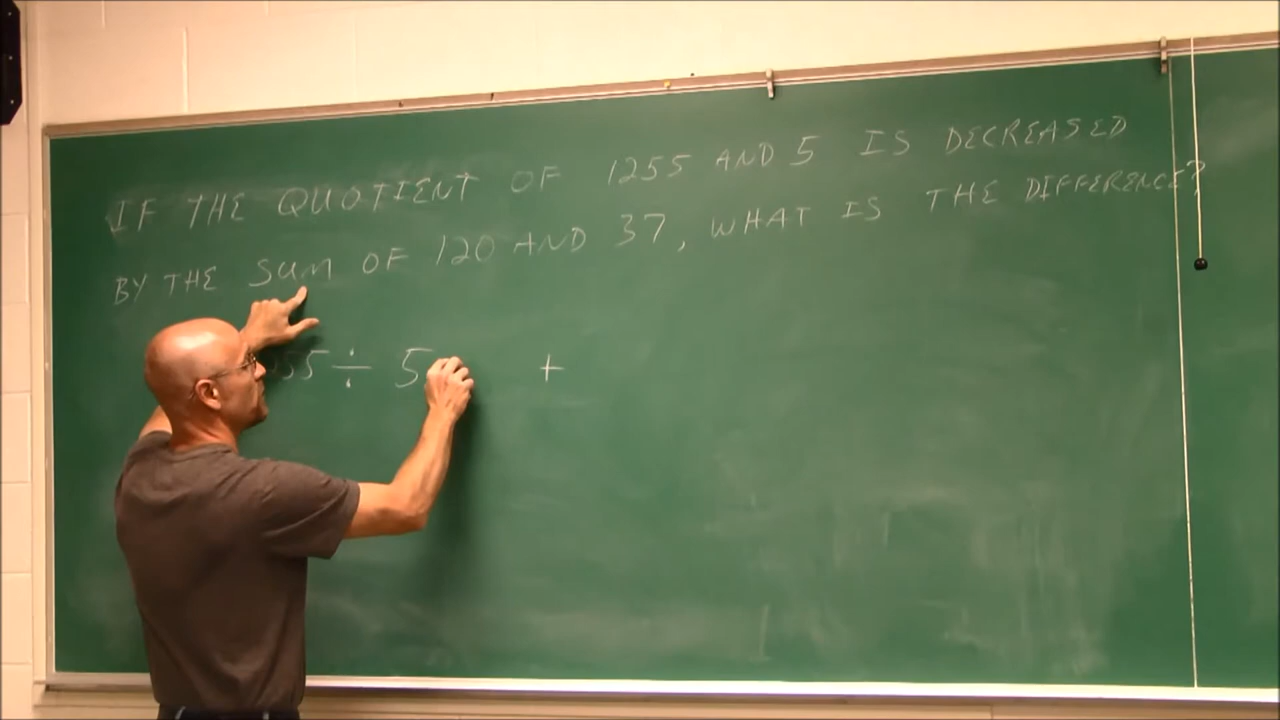 IF THE QUOTIENT OF 1255 AND 5 IS DECREASED
BY THE SUM OF 120 AND 37, WHAT IS THE DIFFERENCE?
55 ÷ 5 +